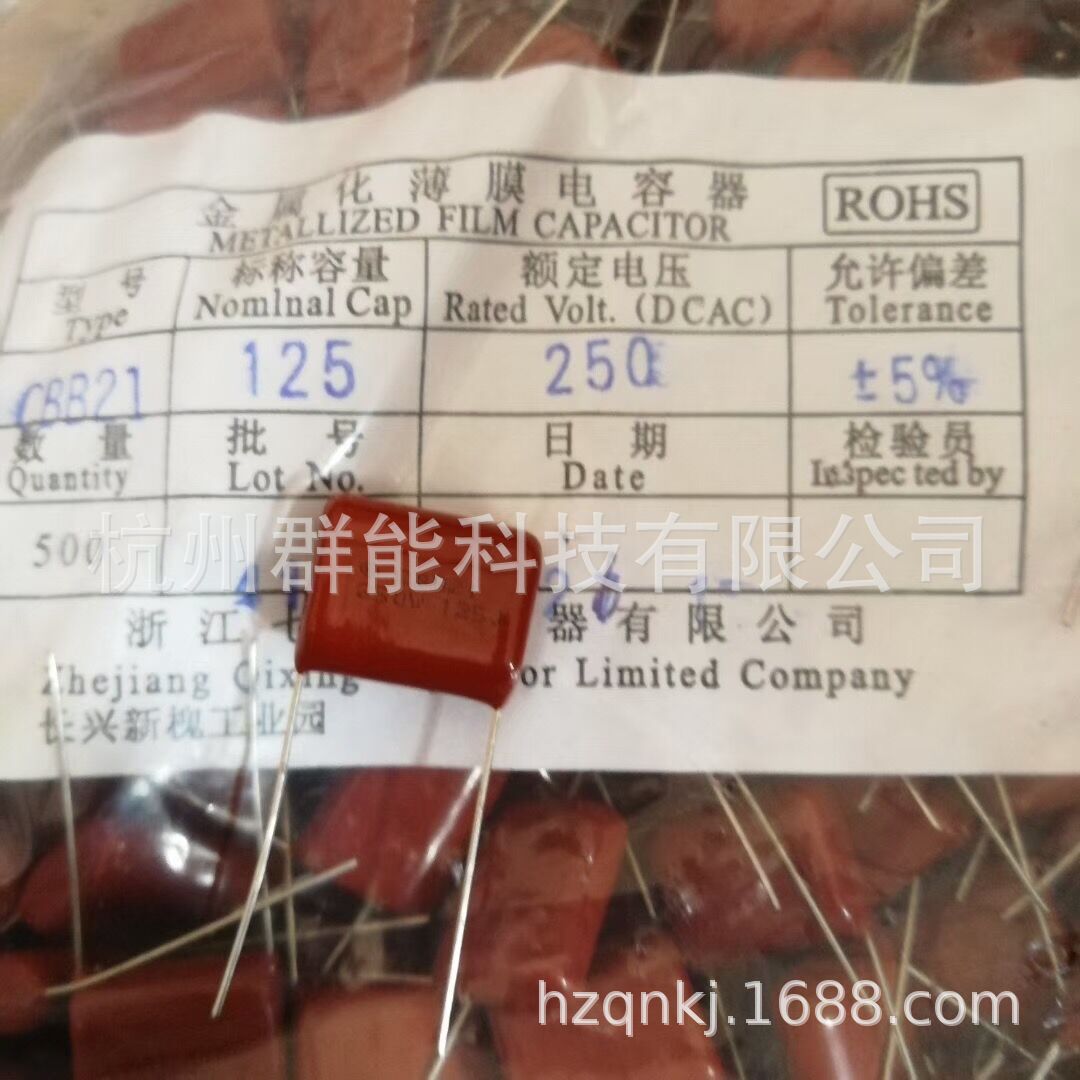 金属化薄膜电容器
METALLIZED FILM CAPACITOR
ROHS
型号 标称容量 额定电压 允许偏差
Type Nominal Cap Rated Volt. (DCAC) Tolerance
CBB21 125 250 ±5%
数量 批号 日期 检验员
Quantity Lot No. Date Inspected by
500
杭州群能科技有限公司
浙江七 器有限公司
Zhejiang Qixing or Limited Company
长兴新槐工业园
hzqnkj.1688.com